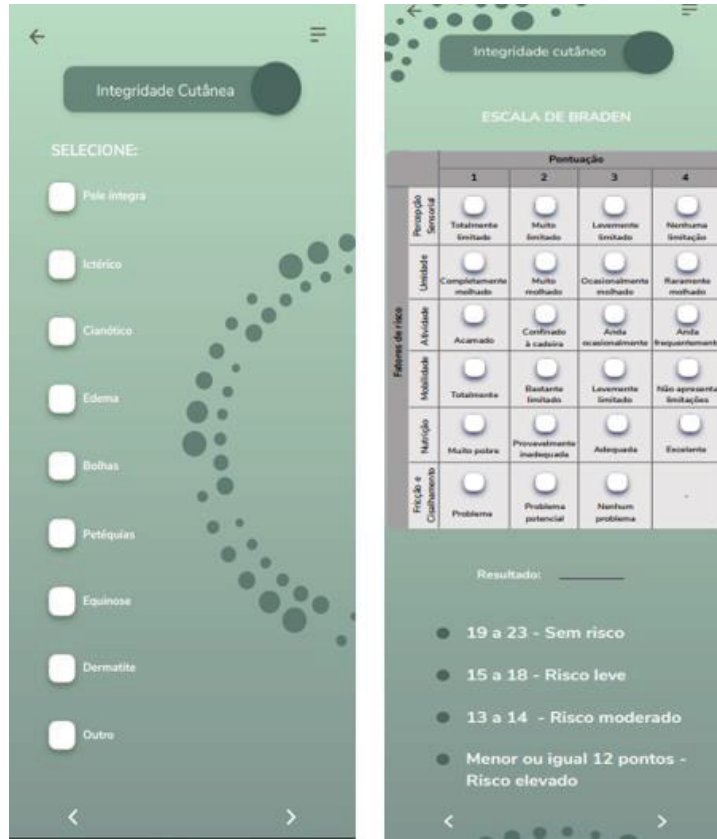 Integridade Cutânea
SELECIONE:
Pele íntegra
Ictérico
Cianótico
Edema
Bolhas
Petéquias
Equinose
Dermatite
Outro
Integridade cutâneo
ESCALA DE BRADEN
Pontuação
1 2 3 4
Fatores de risco
Percepção
Sensorial
Totalmente
limitado
Muito
limitado
Levemente
limitado
Nenhuma
limitação
Umidade
Completamente
molhado
Muito
molhado
Ocasionalmente
molhado
Raramente
molhado
Atividade
Acamado
Confinado
à cadeira
Anda
ocasionalmente
Anda
frequentemente
Mobilidade
Totalmente
Bastante
limitado
Levemente
limitado
Não apresenta
limitações
Nutrição
Muito pobre
Provavelmente
inadequada
Adequada
Excelente
Fricção e
Cisalhamento
Problema
Problema
potencial
Nenhum
problema
-
Resultado:
19 a 23 - Sem risco
15 a 18 - Risco leve
13 a 14 - Risco moderado
Menor ou igual 12 pontos -
Risco elevado